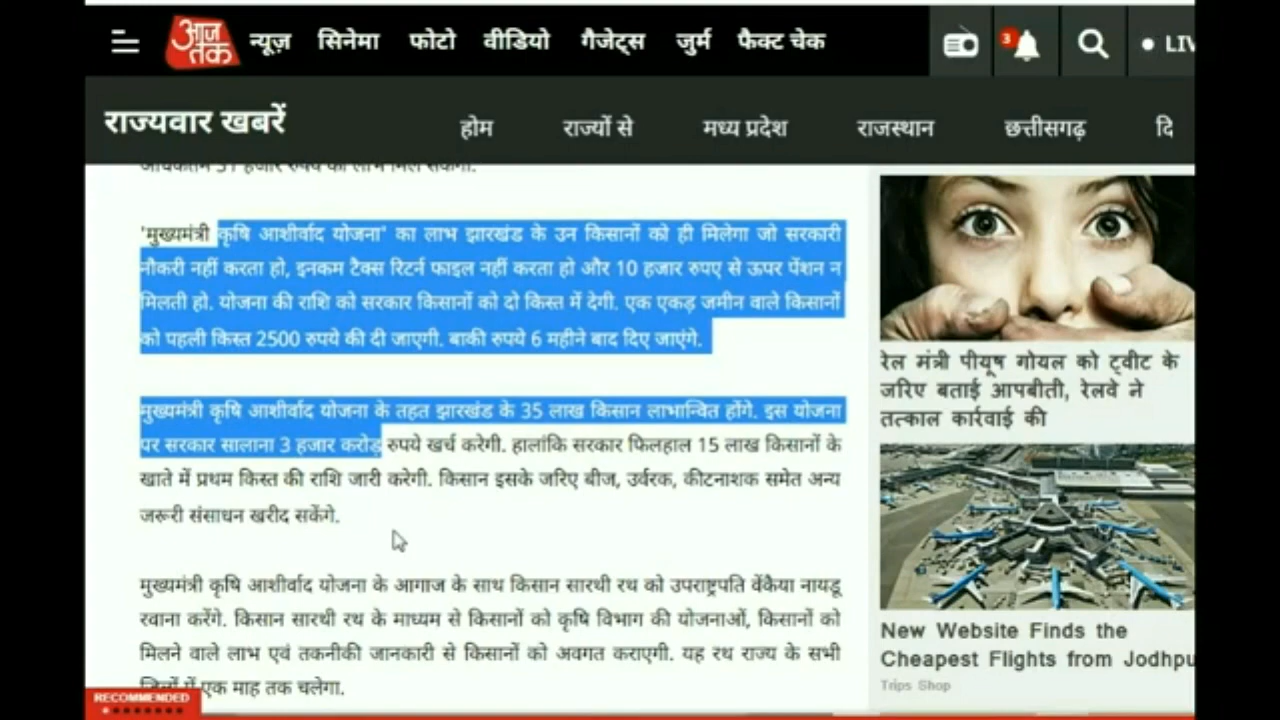 आज तक
न्यूज़ सिनेमा फोटो वीडियो गैजेट्स जुर्म फैक्ट चेक
3
राज्यवार खबरें
होम राज्यों से मध्य प्रदेश राजस्थान छत्तीसगढ़ दि
'मुख्यमंत्री कृषि आशीर्वाद योजना' का लाभ झारखंड के उन किसानों को ही मिलेगा जो सरकारी
नौकरी नहीं करता हो, इनकम टैक्स रिटर्न फाइल नहीं करता हो और 10 हजार रुपए से ऊपर पेंशन न
मिलती हो. योजना की राशि को सरकार किसानों को दो किस्त में देगी. एक एकड़ जमीन वाले किसानों
को पहली किस्त 2500 रुपये की दी जाएगी. बाकी रुपये 6 महीने बाद दिए जाएंगे.
मुख्यमंत्री कृषि आशीर्वाद योजना के तहत झारखंड के 35 लाख किसान लाभान्वित होंगे. इस योजना
पर सरकार सालाना 3 हजार करोड़ रुपये खर्च करेगी. हालांकि सरकार फिलहाल 15 लाख किसानों के
खाते में प्रथम किस्त की राशि जारी करेगी. किसान इसके जरिए बीज, उर्वरक, कीटनाशक समेत अन्य
जरूरी संसाधन खरीद सकेंगे.
मुख्यमंत्री कृषि आशीर्वाद योजना के आगाज के साथ किसान सारथी रथ को उपराष्ट्रपति वेंकैया नायडू
रवाना करेंगे. किसान सारथी रथ के माध्यम से किसानों को कृषि विभाग की योजनाओं, किसानों को
मिलने वाले लाभ एवं तकनीकी जानकारी से किसानों को अवगत कराएगी. यह रथ राज्य के सभी
एक माह तक चलेगा.
RECOMMENDED
रेल मंत्री पीयूष गोयल को ट्वीट के
जरिए बताई आपबीती, रेलवे ने
तत्काल कार्रवाई की
New Website Finds the
Cheapest Flights from Jodhpu
Trips Shop